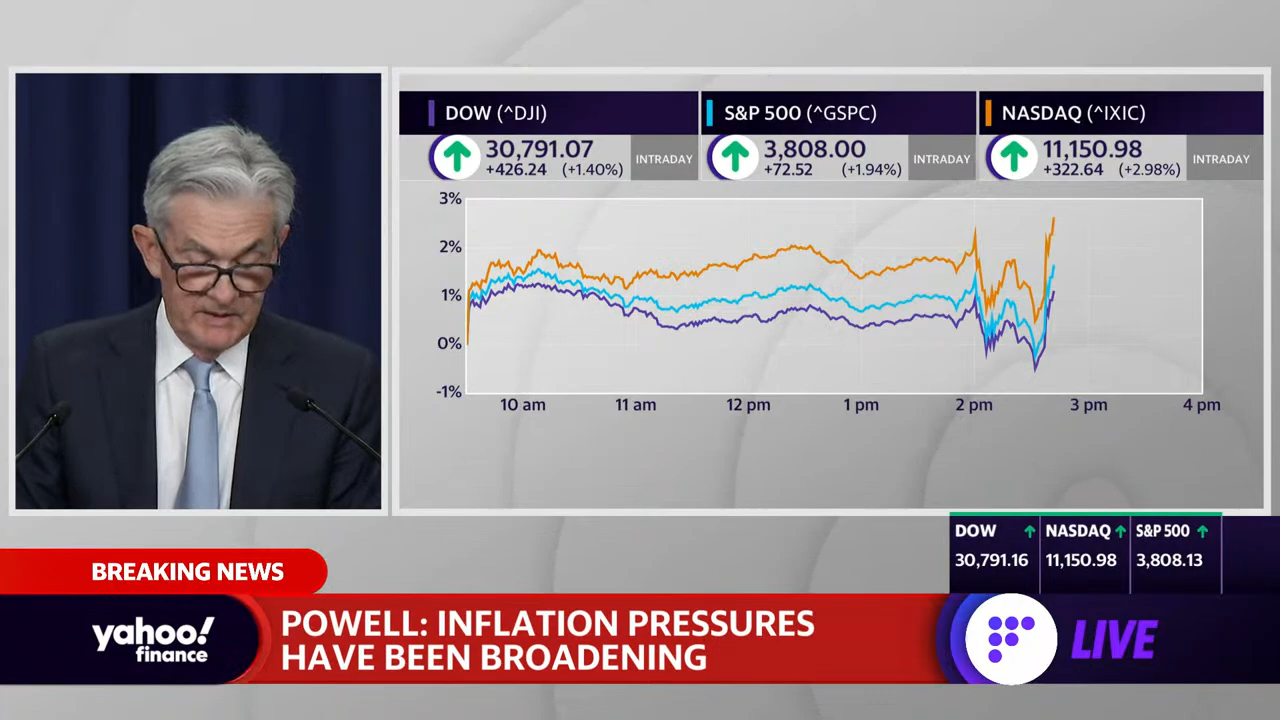 DOW (^DJI)
30,791.07
+426.24 (+1.40%)
INTRADAY
S&P 500 (^GSPC)
3,808.00
+72.52 (+1.94%)
INTRADAY
NASDAQ (^IXIC)
11,150.98
+322.64 (+2.98%)
INTRADAY
3%
2%
1%
0%
-1%
10 am 11 am 12 pm 1 pm 2 pm 3 pm 4 pm
DOW NASDAQ S&P 500
30,791.16 11,150.98 3,808.13
BREAKING NEWS
yahoo!
finance
POWELL: INFLATION PRESSURES
HAVE BEEN BROADENING
LIVE